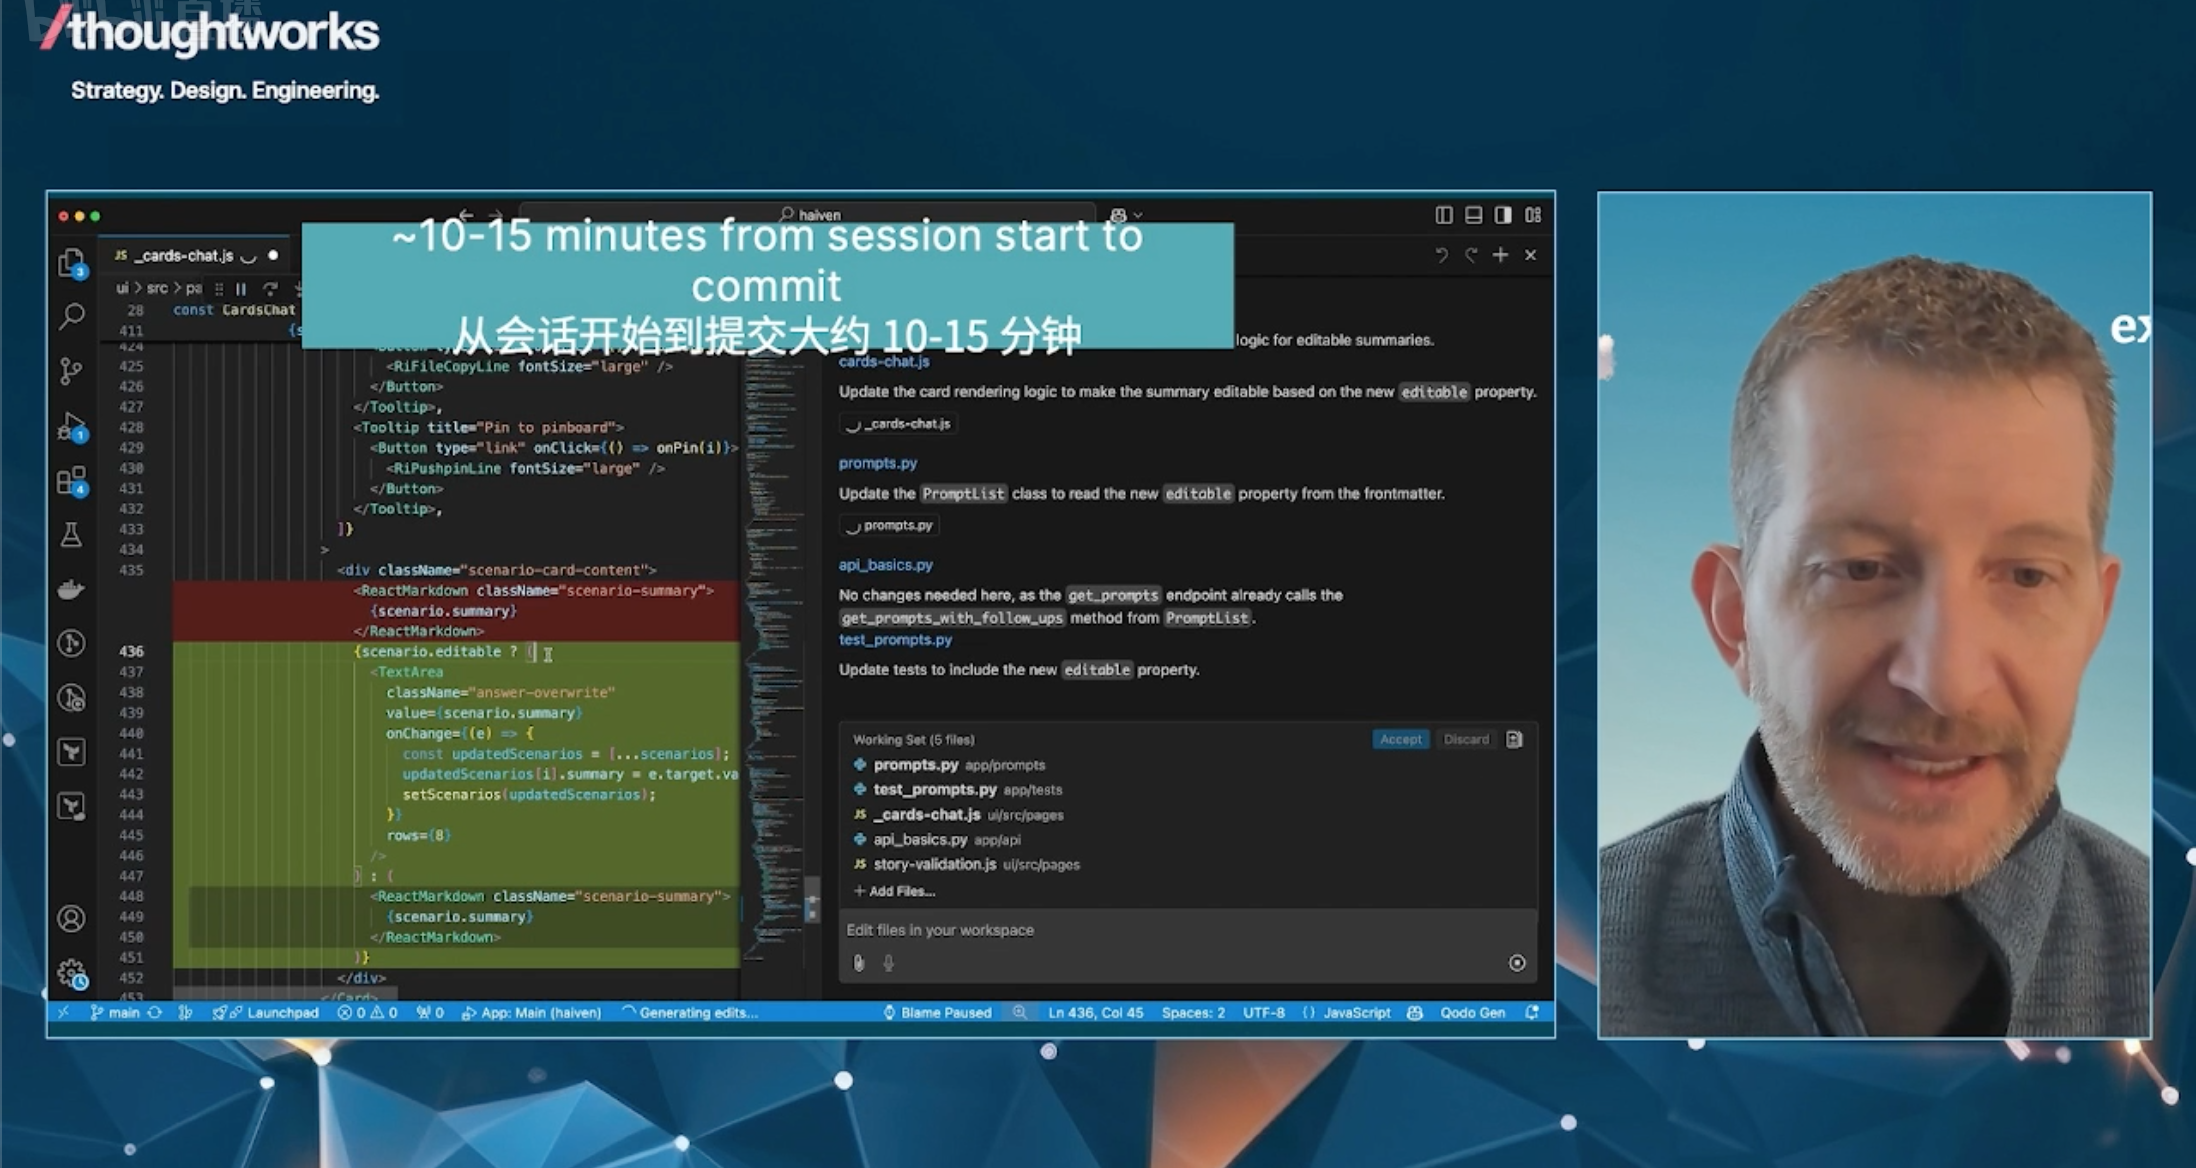 /thoughtworks
Strategy. Design. Engineering.
haiven
~10-15 minutes from session start to
commit
从会话开始到提交大约 10-15 分钟
JS _cards-chat.js
ui > src > pa
28 const CardsChat
411 {s
424
425 <RiFileCopyLine fontSize="large" />
426 </Button>
427 </Tooltip>,
428 <Tooltip title="Pin to pinboard">
429 <Button type="link" onClick={() => onPin(i)}>
430 <RiPushpinLine fontSize="large" />
431 </Button>
432 </Tooltip>,
433 ]}
434 >
435 <div className="scenario-card-content">
<ReactMarkdown className="scenario-summary">
{scenario.summary}
</ReactMarkdown>
436 {scenario.editable ? (
437 <TextArea
438 className="answer-overwrite"
439 value={scenario.summary}
440 onChange={(e) => {
441 const updatedScenarios = [...scenarios];
442 updatedScenarios[i].summary = e.target.va
443 setScenarios(updatedScenarios);
444 }}
445 rows={8}
446 />
447 ) : (
448 <ReactMarkdown className="scenario-summary">
449 {scenario.summary}
450 </ReactMarkdown>
451 )}
452 </div>
453 </Card>
logic for editable summaries.
cards-chat.js
Update the card rendering logic to make the summary editable based on the new editable property.
_cards-chat.js
prompts.py
Update the PromptList class to read the new editable property from the frontmatter.
prompts.py
api_basics.py
No changes needed here, as the get_prompts endpoint already calls the
get_prompts_with_follow_ups method from PromptList.
test_prompts.py
Update tests to include the new editable property.
Working Set (5 files) Accept Discard
prompts.py app/prompts
test_prompts.py app/tests
JS _cards-chat.js ui/src/pages
api_basics.py app/api
JS story-validation.js ui/src/pages
+ Add Files...
Edit files in your workspace
3
1
4
main Launchpad 0 0 0 App: Main (haiven) Generating edits... Blame Paused Ln 436, Col 45 Spaces: 2 UTF-8 {} JavaScript Qodo Gen
ex